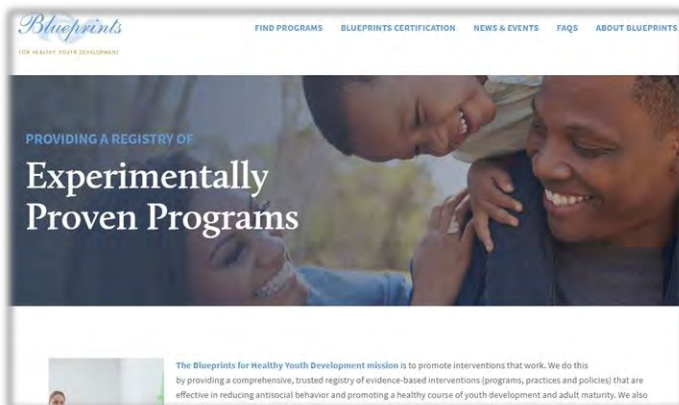 Blueprints
FOR HEALTHY YOUTH DEVELOPMENT
FIND PROGRAMS BLUEPRINTS CERTIFICATION NEWS & EVENTS FAQS ABOUT BLUEPRINTS
PROVIDING A REGISTRY OF
Experimentally
Proven Programs
The Blueprints for Healthy Youth Development mission is to promote interventions that work. We do this
by providing a comprehensive, trusted registry of evidence-based interventions (programs, practices and policies) that are
effective in reducing antisocial behavior and promoting a healthy course of youth development and adult maturity. We also